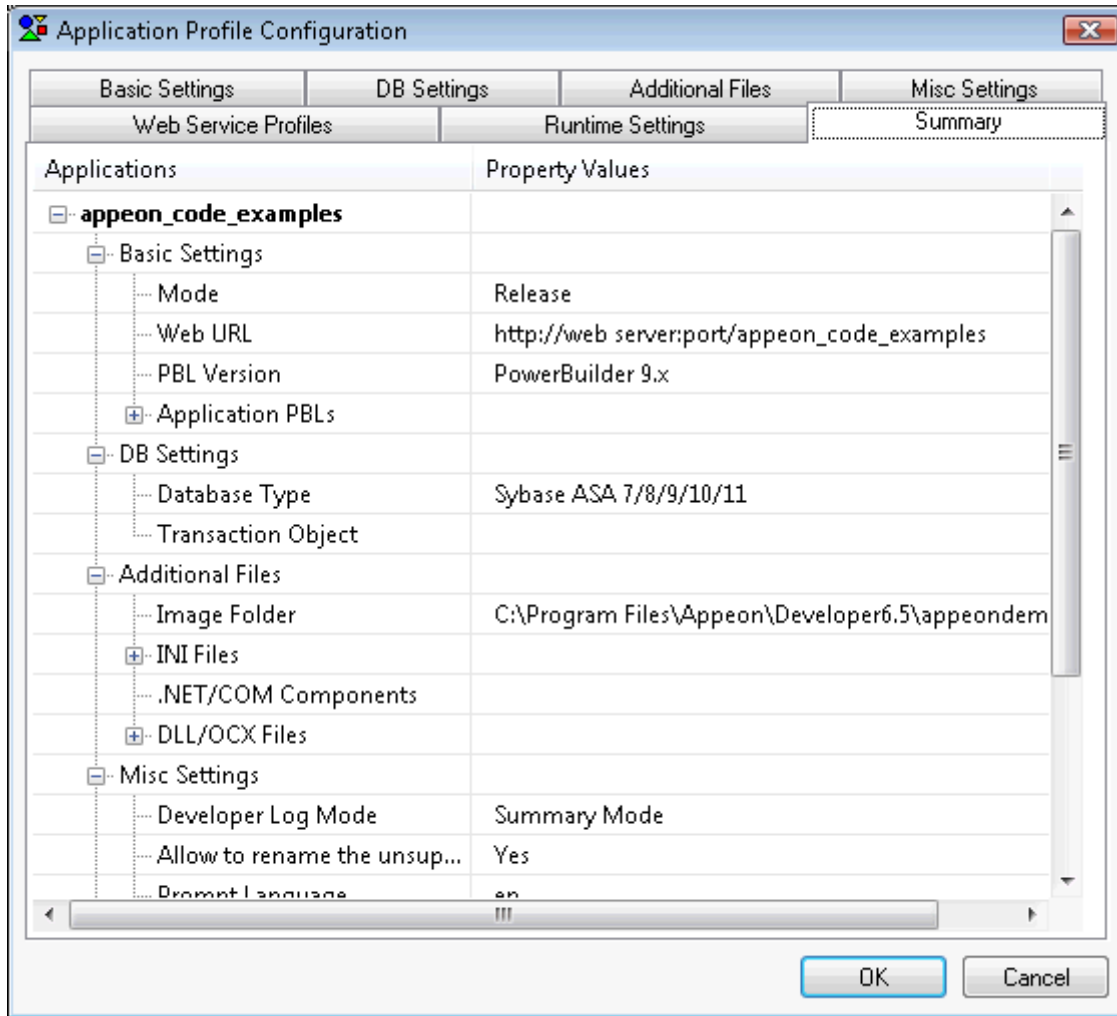 Application Profile Configuration
Basic Settings DB Settings Additional Files Misc Settings
Web Service Profiles Runtime Settings Summary
Applications Property Values
appeon_code_examples
Basic Settings
Mode Release
Web URL http://web server:port/appeon_code_examples
PBL Version PowerBuilder 9.x
Application PBLs
DB Settings
Database Type Sybase ASA 7/8/9/10/11
Transaction Object
Additional Files
Image Folder C:\Program Files\Appeon\Developer6.5\appeondem
INI Files
.NET/COM Components
DLL/OCX Files
Misc Settings
Developer Log Mode Summary Mode
Allow to rename the unsup... Yes
Prompt Language en
OK Cancel